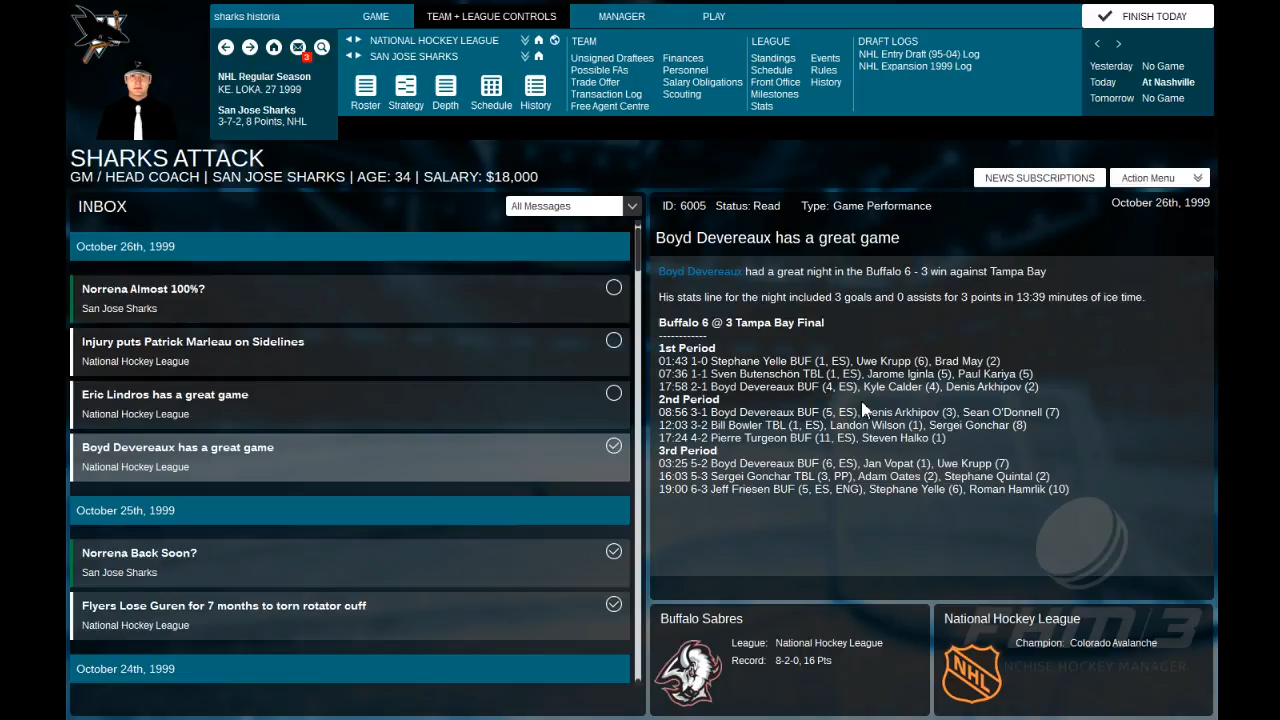 sharks historia
GAME
TEAM + LEAGUE CONTROLS
MANAGER
PLAY
FINISH TODAY
3
NHL Regular Season
KE. LOKA. 27 1999
San Jose Sharks
3-7-2, 8 Points, NHL
NATIONAL HOCKEY LEAGUE
SAN JOSE SHARKS
Roster Strategy Depth Schedule History
TEAM
Unsigned Draftees Finances
Possible FAs Personnel
Trade Offer Salary Obligations
Transaction Log Scouting
Free Agent Centre
LEAGUE
Standings Events
Schedule Rules
Front Office History
Milestones
Stats
DRAFT LOGS
NHL Entry Draft (95-04) Log
NHL Expansion 1999 Log
Yesterday No Game
Today At Nashville
Tomorrow No Game
SHARKS ATTACK
GM / HEAD COACH | SAN JOSE SHARKS | AGE: 34 | SALARY: $18,000
NEWS SUBSCRIPTIONS
Action Menu
INBOX
All Messages
October 26th, 1999
Norrena Almost 100%?
San Jose Sharks
Injury puts Patrick Marleau on Sidelines
National Hockey League
Eric Lindros has a great game
National Hockey League
Boyd Devereaux has a great game
National Hockey League
October 25th, 1999
Norrena Back Soon?
San Jose Sharks
Flyers Lose Guren for 7 months to torn rotator cuff
National Hockey League
October 24th, 1999
ID: 6005 Status: Read Type: Game Performance
October 26th, 1999
Boyd Devereaux has a great game
Boyd Devereaux had a great night in the Buffalo 6 - 3 win against Tampa Bay
His stats line for the night included 3 goals and 0 assists for 3 points in 13:39 minutes of ice time.
Buffalo 6 @ 3 Tampa Bay Final
------------
1st Period
01:43 1-0 Stephane Yelle BUF (1, ES), Uwe Krupp (6), Brad May (2)
07:36 1-1 Sven Butenschön TBL (1, ES), Jarome Iginla (5), Paul Kariya (5)
17:58 2-1 Boyd Devereaux BUF (4, ES), Kyle Calder (4), Denis Arkhipov (2)
2nd Period
08:56 3-1 Boyd Devereaux BUF (5, ES), Denis Arkhipov (3), Sean O'Donnell (7)
12:03 3-2 Bill Bowler TBL (1, ES), Landon Wilson (1), Sergei Gonchar (8)
17:24 4-2 Pierre Turgeon BUF (11, ES), Steven Halko (1)
3rd Period
03:25 5-2 Boyd Devereaux BUF (6, ES), Jan Vopat (1), Uwe Krupp (7)
16:03 5-3 Sergei Gonchar TBL (3, PP), Adam Oates (2), Stephane Quintal (2)
19:00 6-3 Jeff Friesen BUF (5, ES, ENG), Stephane Yelle (6), Roman Hamrlik (10)
Buffalo Sabres
League: National Hockey League
Record: 8-2-0, 16 Pts
National Hockey League
Champion: Colorado Avalanche
NHL
FHM 3
NCHISE HOCKEY MANAGER